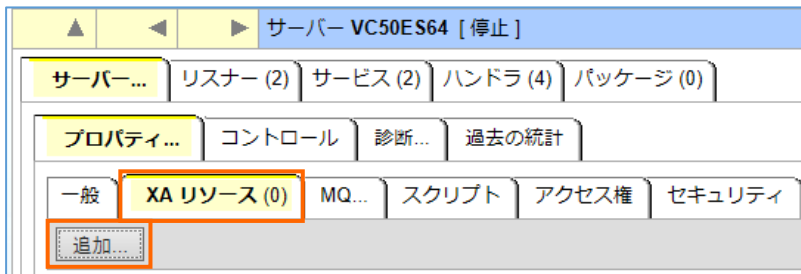 サーバー VC50ES64 [停止]
サーバー... リスナー (2) サービス (2) ハンドラ (4) パッケージ (0)
プロパティ... コントロール 診断... 過去の統計
一般 XA リソース (0) MQ... スクリプト アクセス権 セキュリティ
追加...